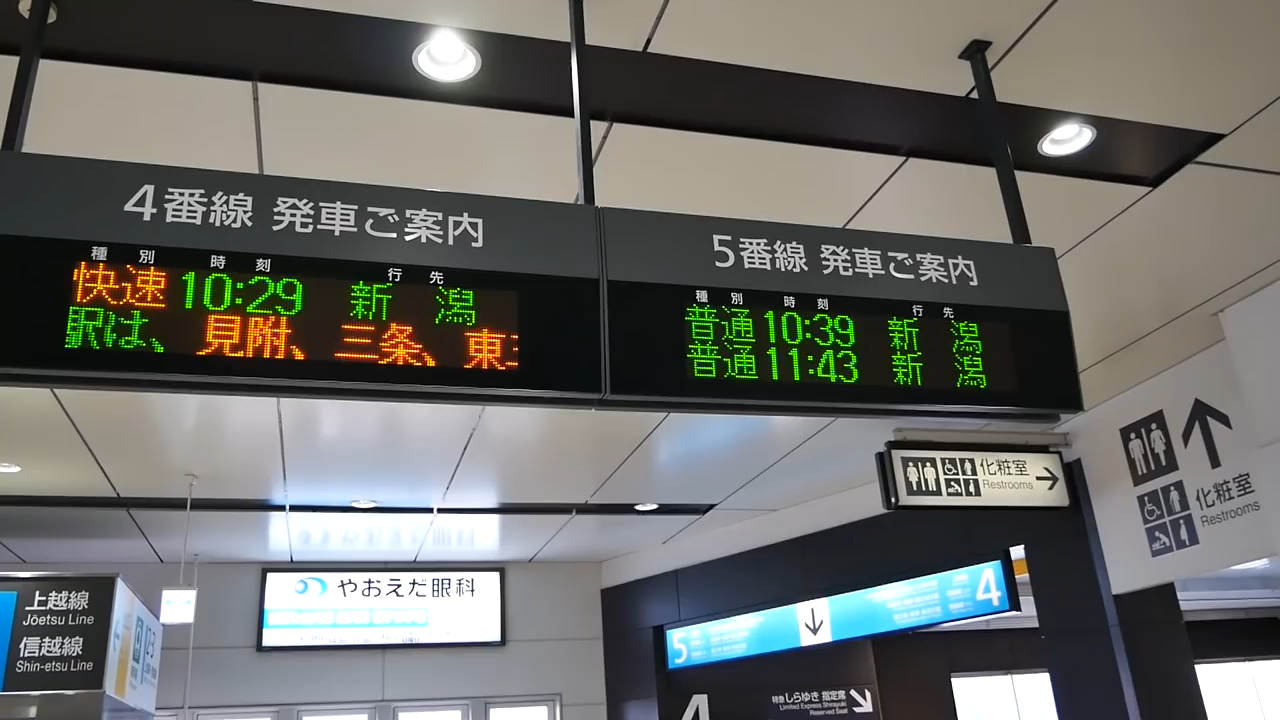 4番線 発車ご案内
種 別 時 刻 行 先
快速 10:29 新 潟
駅は、見附、三条、東三
5番線 発車ご案内
種 別 時 刻 行 先
普通 10:39 新 潟
普通 11:43 新 潟
化粧室
Restrooms
化粧室
Restrooms
やおえだ眼科
上越線
Jōetsu Line
信越線
Shin-etsu Line
5
4
4
特急 しらゆき 指定席
Limited Express Shirayuki
Reserved Seat